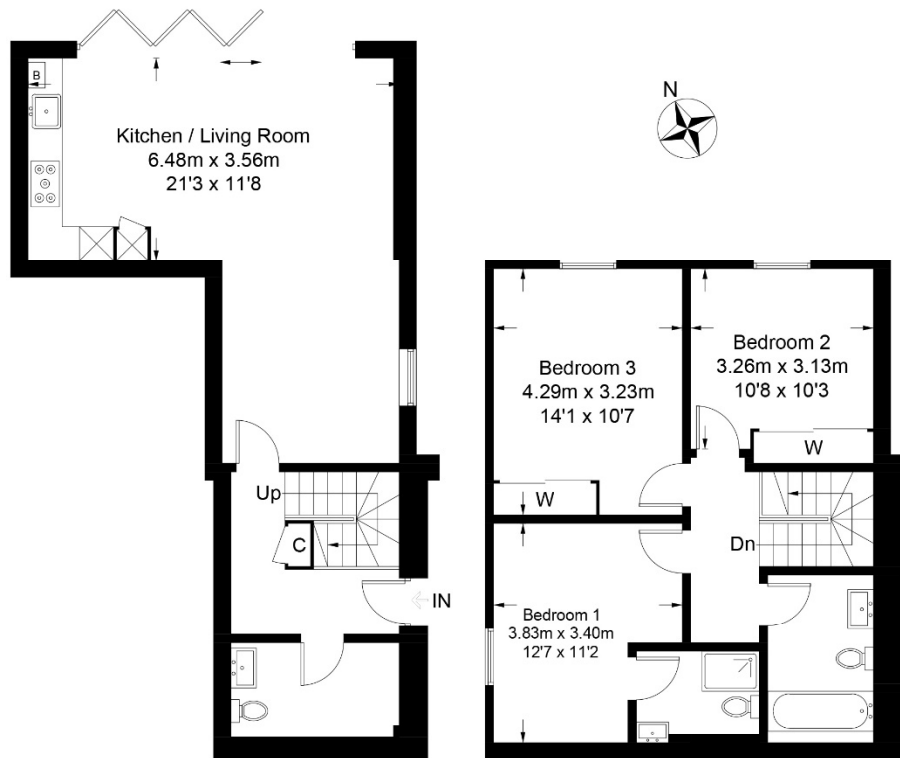 B
Kitchen / Living Room
6.48m x 3.56m
21'3 x 11'8
Up
C
IN
N
Bedroom 3
4.29m x 3.23m
14'1 x 10'7
W
Bedroom 2
3.26m x 3.13m
10'8 x 10'3
W
Dn
Bedroom 1
3.83m x 3.40m
12'7 x 11'2